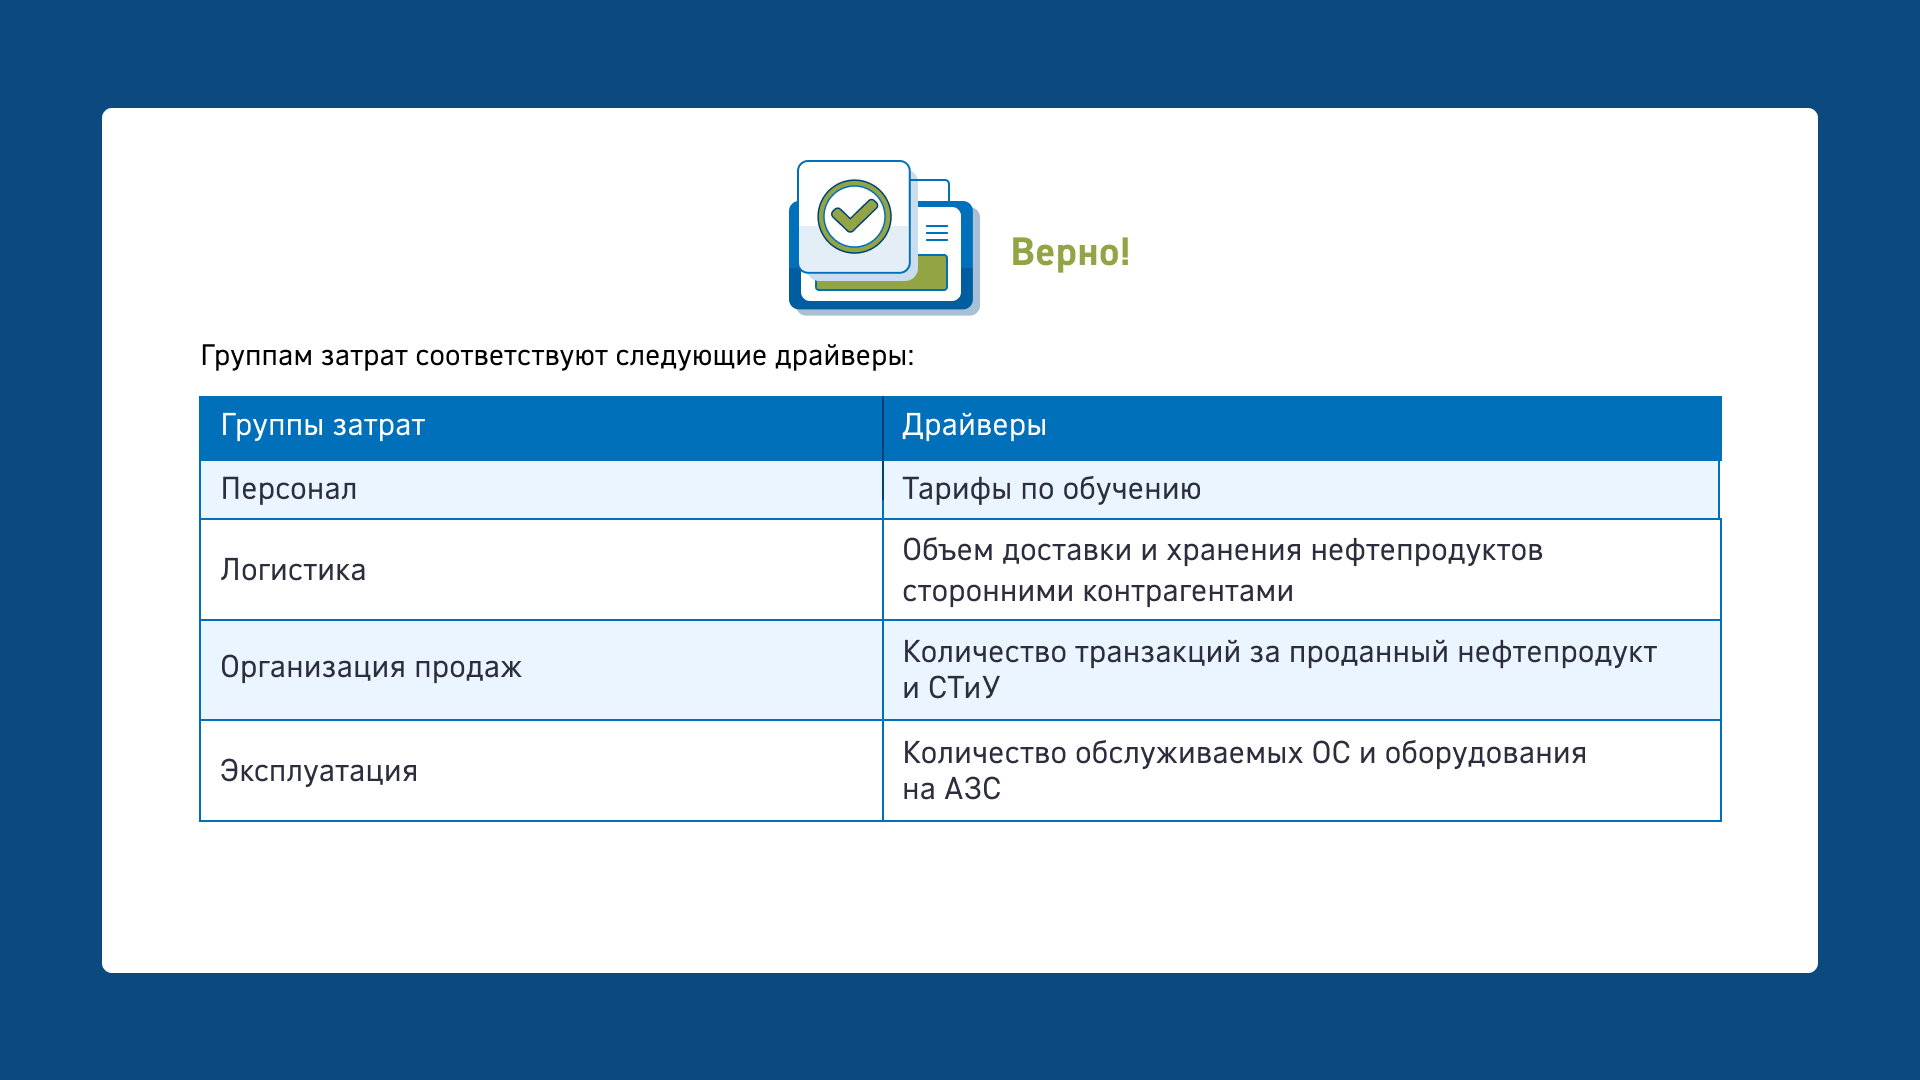 Верно!
Группам затрат соответствуют следующие драйверы:
Группы затрат
Драйверы
Персонал
Тарифы по обучению
Логистика
Объем доставки и хранения нефтепродуктов
сторонними контрагентами
Организация продаж
Количество транзакций за проданный нефтепродукт
и СТиУ
Эксплуатация
Количество обслуживаемых ОС и оборудования
на АЗС